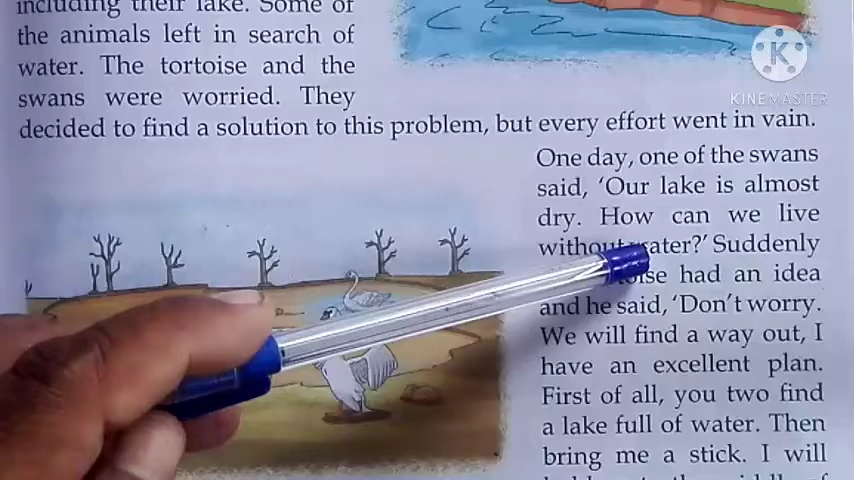 including their lake. Some of
the animals left in search of
water. The tortoise and the
swans were worried. They
decided to find a solution to this problem, but every effort went in vain.
One day, one of the swans
said, ‘Our lake is almost
dry. How can we live
without water?’ Suddenly
had an idea
and he said, ‘Don’t worry.
We will find a way out, I
have an excellent plan.
First of all, you two find
a lake full of water. Then
bring me a stick. I will
KINEMASTER